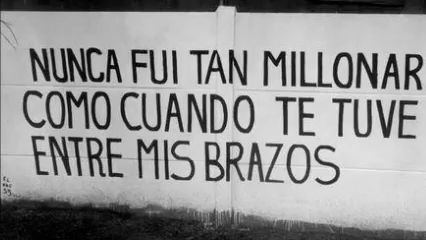 NUNCA FUI TAN MILLONAR
COMO CUANDO TE TUVE
ENTRE MIS BRAZOS